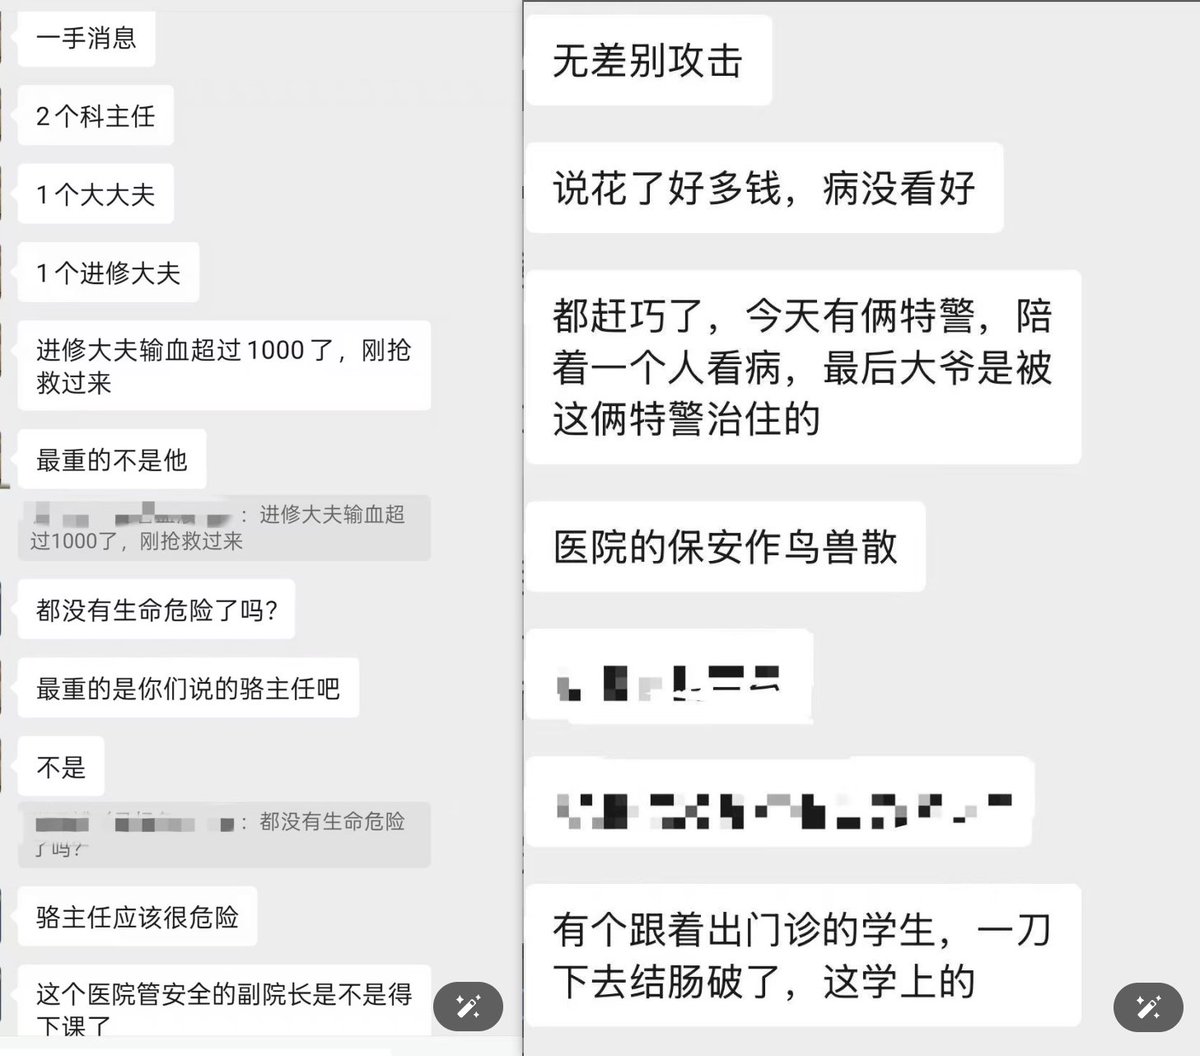 一手消息
2个科主任
1个大大夫
1个进修大夫
进修大夫输血超过1000了，刚抢
救过来
最重的不是他
：进修大夫输血超
过1000了，刚抢救过来
都没有生命危险了吗？
最重的是你们说的骆主任吧
不是
：都没有生命危险
了吗？
骆主任应该很危险
这个医院管安全的副院长是不是得
下课了
无差别攻击
说花了好多钱，病没看好
都赶巧了，今天有俩特警，陪
着一个人看病，最后大爷是被
这俩特警治住的
医院的保安作鸟兽散
有个跟着出门诊的学生，一刀
下去结肠破了，这学上的